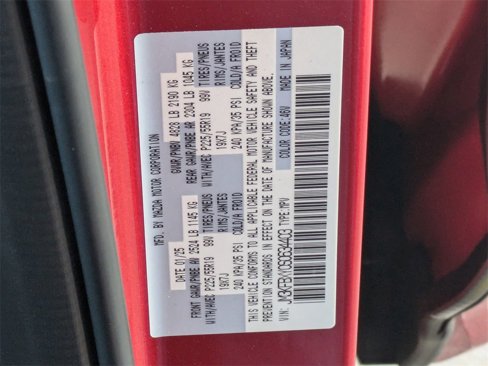 MFD. BY MAZDA MOTOR CORPORATION
DATE 01/25 GVWR/PNBV 4828 LB 2190 KG
FRONT GAWR/PNBE AV 2524 LB 1145 KG REAR GAWR/PNBE AR 2304 LB 1045 KG
WITH/AVEC P225/55R19 99V TIRES/PNEUS WITH/AVEC P225/55R19 99V TIRES/PNEUS
19X7J RIMS/JANTES 19X7J RIMS/JANTES
240 KPA/35 PSI COLD/A FROID 240 KPA/35 PSI COLD/A FROID
THIS VEHICLE CONFORMS TO ALL APPLICABLE FEDERAL MOTOR VEHICLE SAFETY AND THEFT
PREVENTION STANDARDS IN EFFECT ON THE DATE OF MANUFACTURE SHOWN ABOVE.
VIN: TYPE: MPV COLOR CODE: 46V MADE IN JAPAN